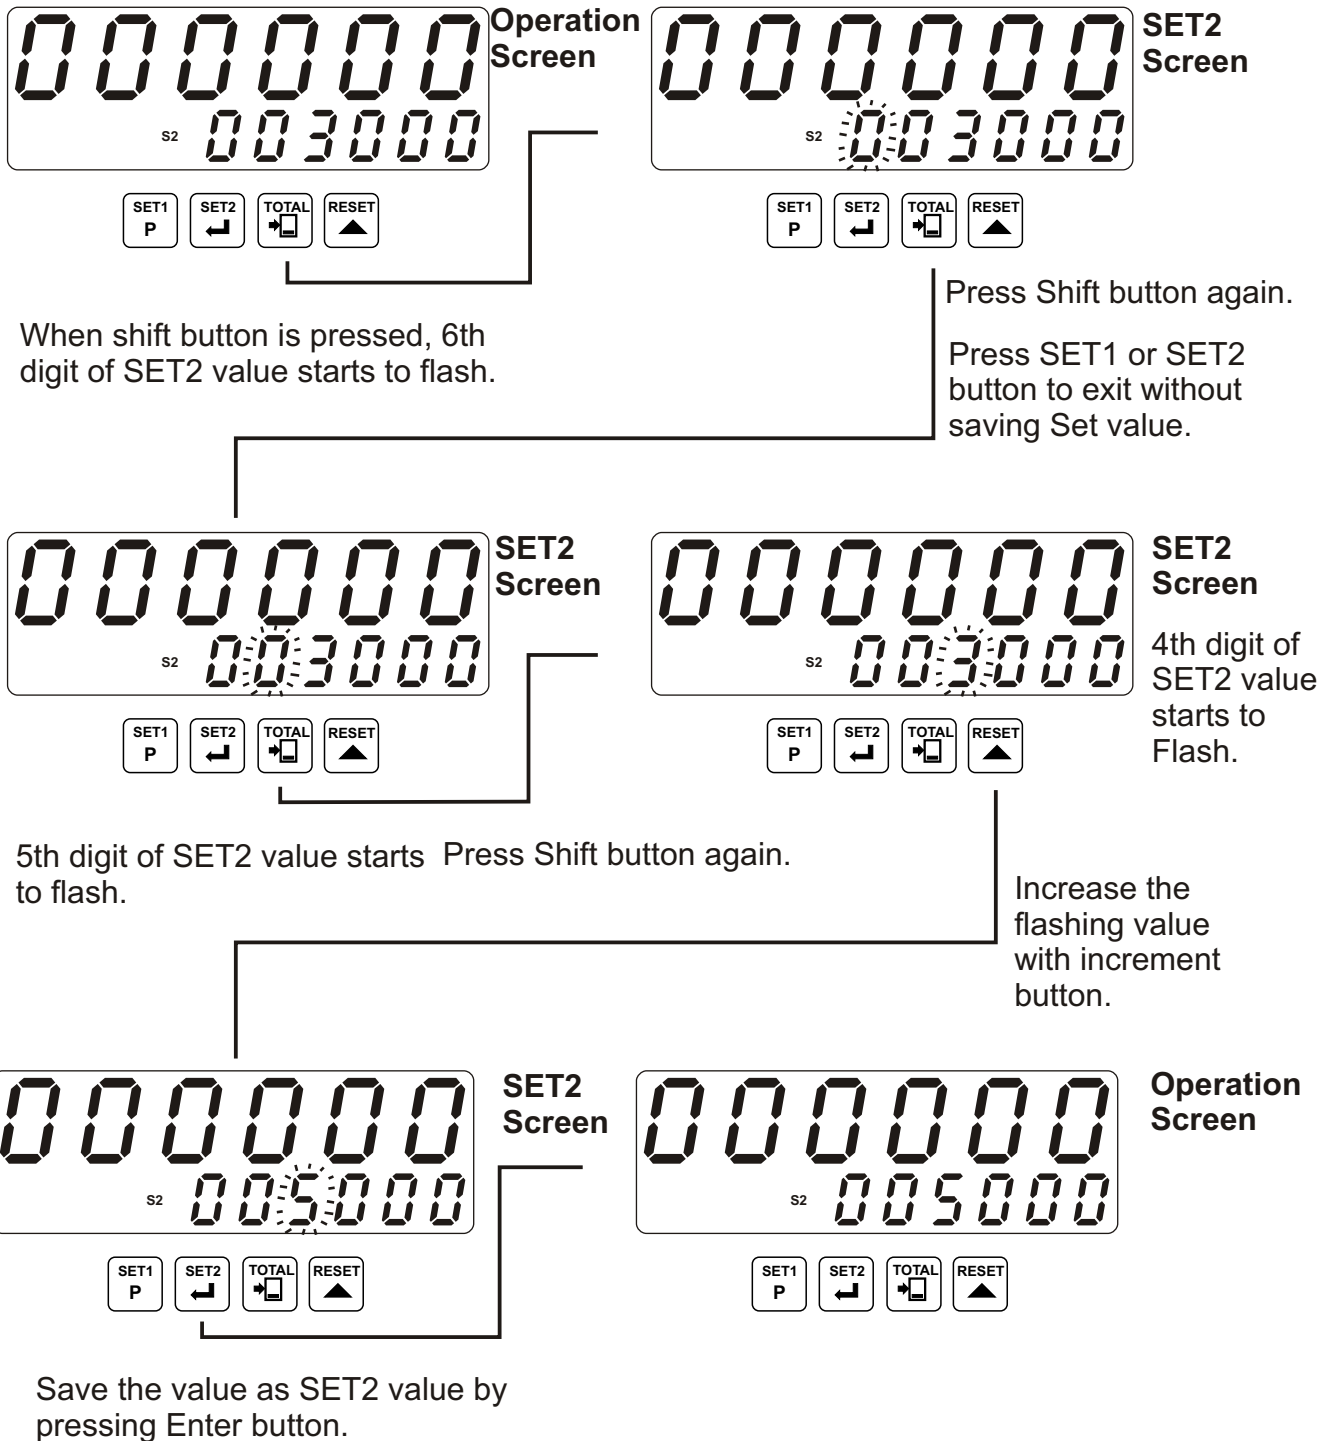 000000
Operation
Screen
S2 003000
SET1 SET2 TOTAL RESET
P
When shift button is pressed, 6th
digit of SET2 value starts to flash.
000000
SET2
Screen
S2 003000
SET1 SET2 TOTAL RESET
P
Press Shift button again.
Press SET1 or SET2
button to exit without
saving Set value.
000000
SET2
Screen
S2 003000
SET1 SET2 TOTAL RESET
P
5th digit of SET2 value starts
to flash.
Press Shift button again.
000000
SET2
Screen
S2 003000
4th digit of
SET2 value
starts to
Flash.
SET1 SET2 TOTAL RESET
P
Increase the
flashing value
with increment
button.
000000
SET2
Screen
S2 005000
SET1 SET2 TOTAL RESET
P
Save the value as SET2 value by
pressing Enter button.
000000
Operation
Screen
S2 005000
SET1 SET2 TOTAL RESET
P